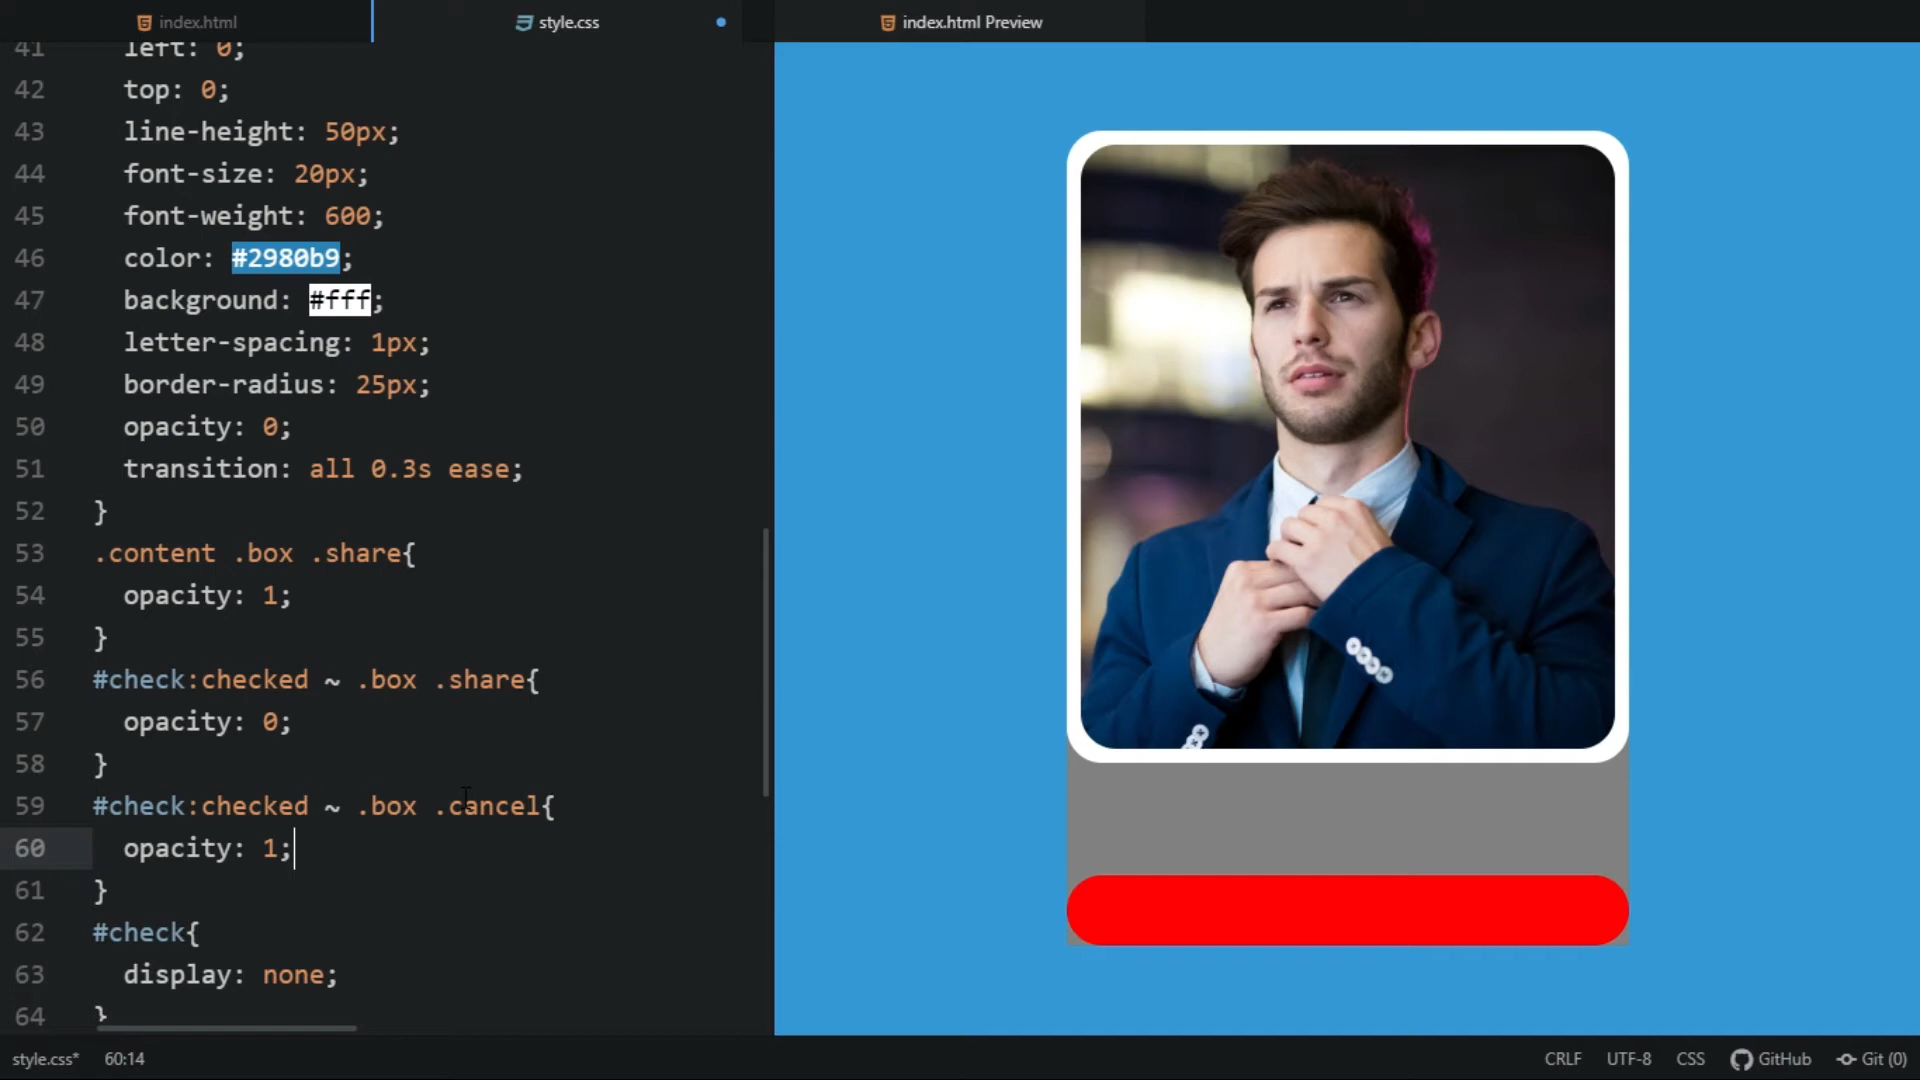 index.html
style.css
index.html Preview
41 left: 0;
42 top: 0;
43 line-height: 50px;
44 font-size: 20px;
45 font-weight: 600;
46 color: #2980b9;
47 background: #fff;
48 letter-spacing: 1px;
49 border-radius: 25px;
50 opacity: 0;
51 transition: all 0.3s ease;
52 }
53 .content .box .share{
54 opacity: 1;
55 }
56 #check:checked ~ .box .share{
57 opacity: 0;
58 }
59 #check:checked ~ .box .cancel{
60 opacity: 1;
61 }
62 #check{
63 display: none;
64 }
style.css* 60:14 CRLF UTF-8 CSS GitHub Git (0)